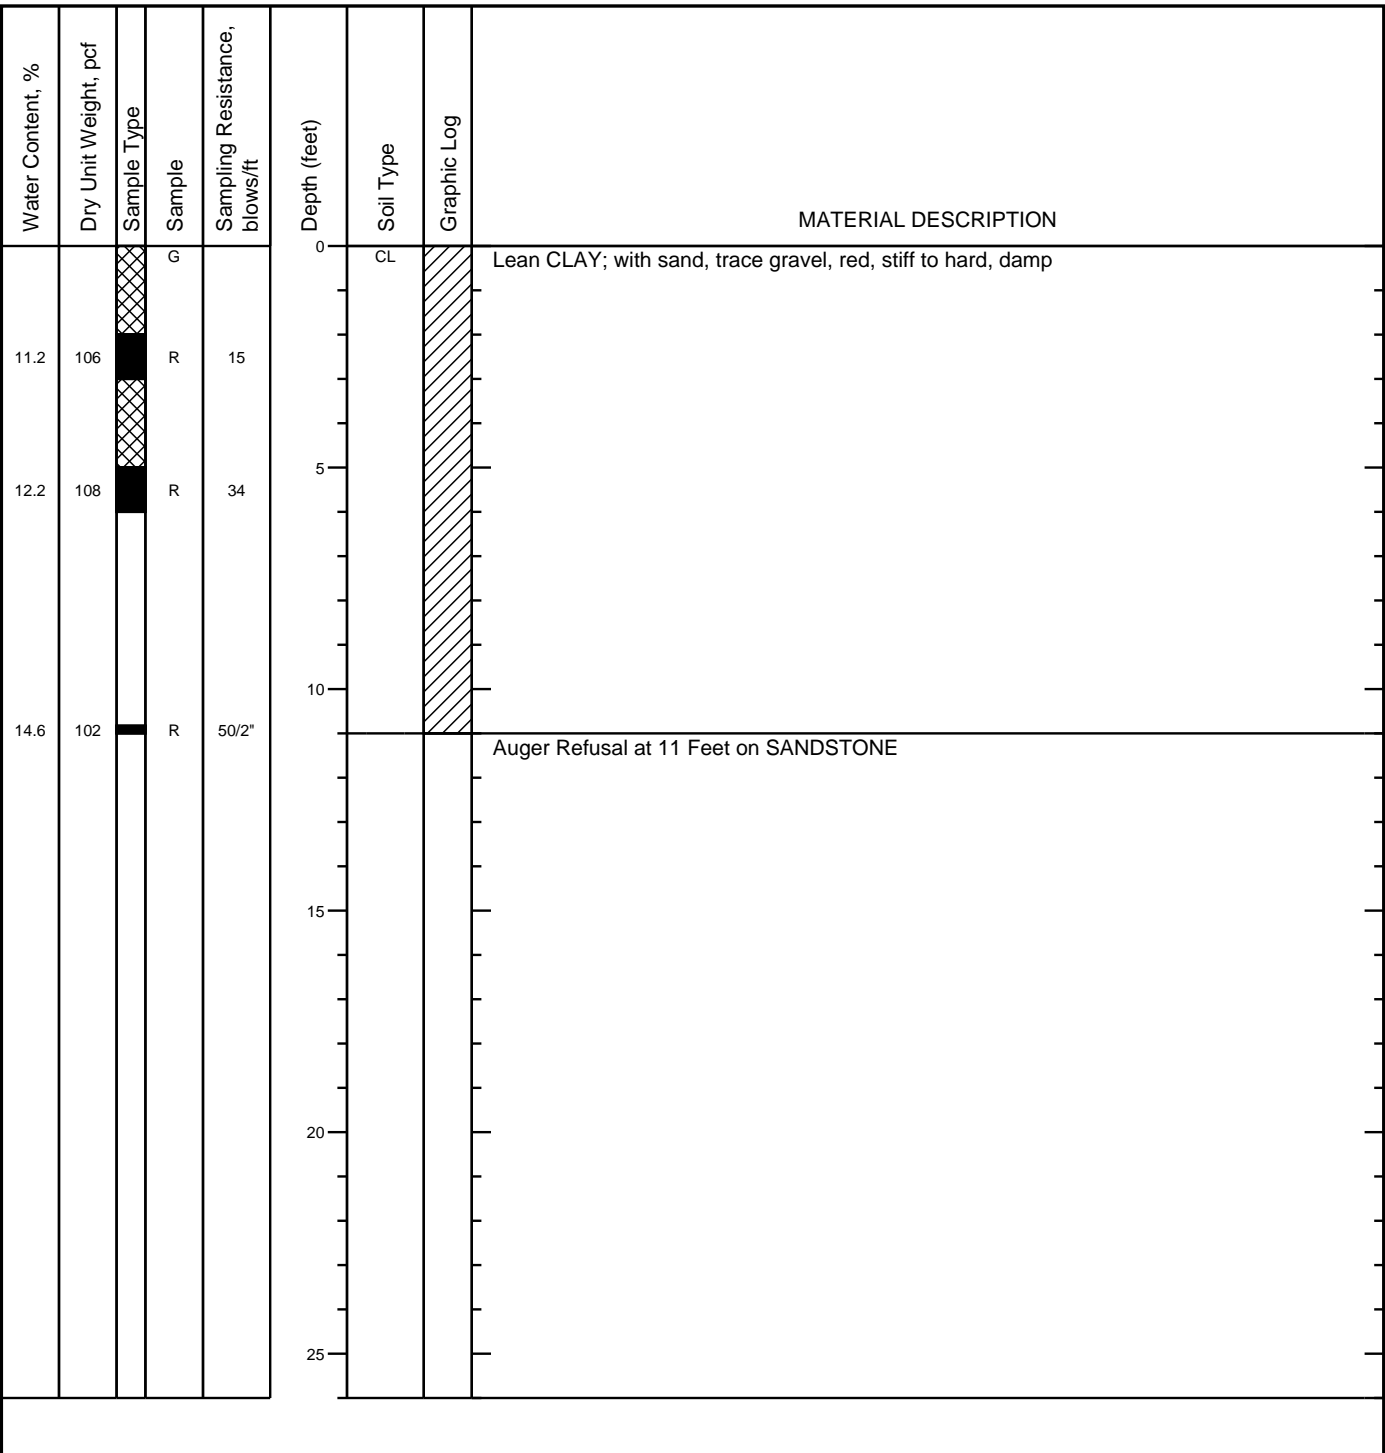 Water Content, %
Dry Unit Weight, pcf
Sample Type
Sample
Sampling Resistance,
blows/ft
Depth (feet)
Soil Type
Graphic Log
MATERIAL DESCRIPTION
0
G
CL
Lean CLAY; with sand, trace gravel, red, stiff to hard, damp
11.2 106 R 15
5
12.2 108 R 34
10
14.6 102 R 50/2"
Auger Refusal at 11 Feet on SANDSTONE
15
20
25